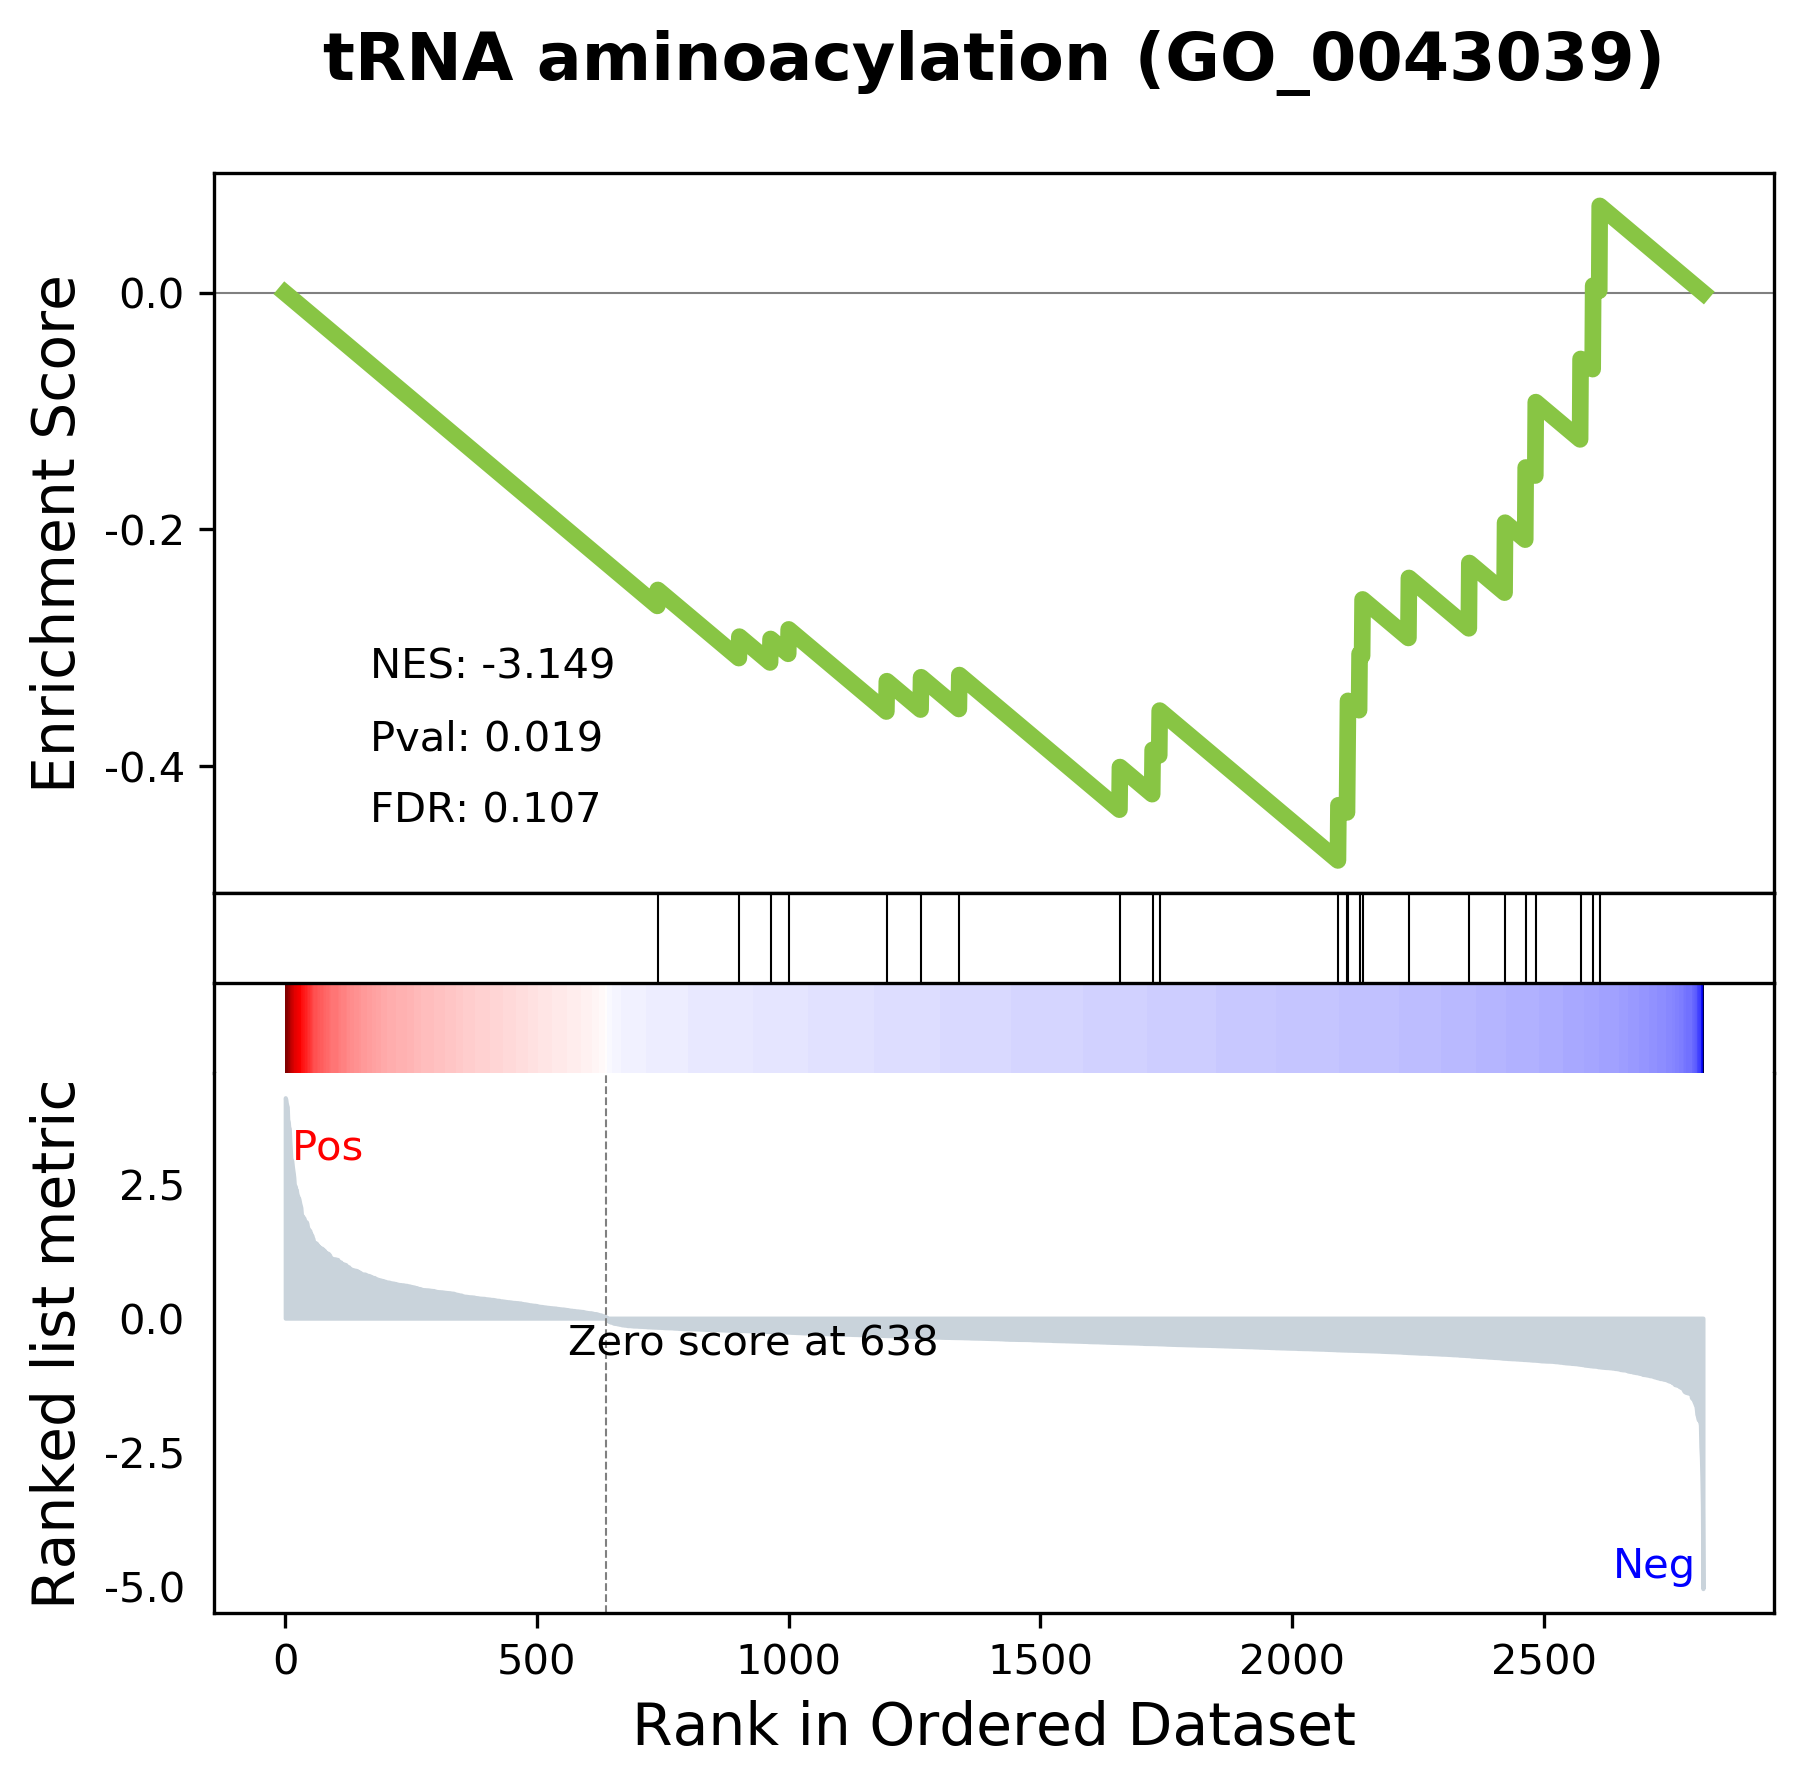 tRNA aminoacylation (GO_0043039)
Enrichment Score
0.0
-0.2
-0.4
NES: -3.149
Pval: 0.019
FDR: 0.107
Ranked list metric
Pos
2.5
0.0
Zero score at 638
-2.5
-5.0
Neg
0 500 1000 1500 2000 2500
Rank in Ordered Dataset